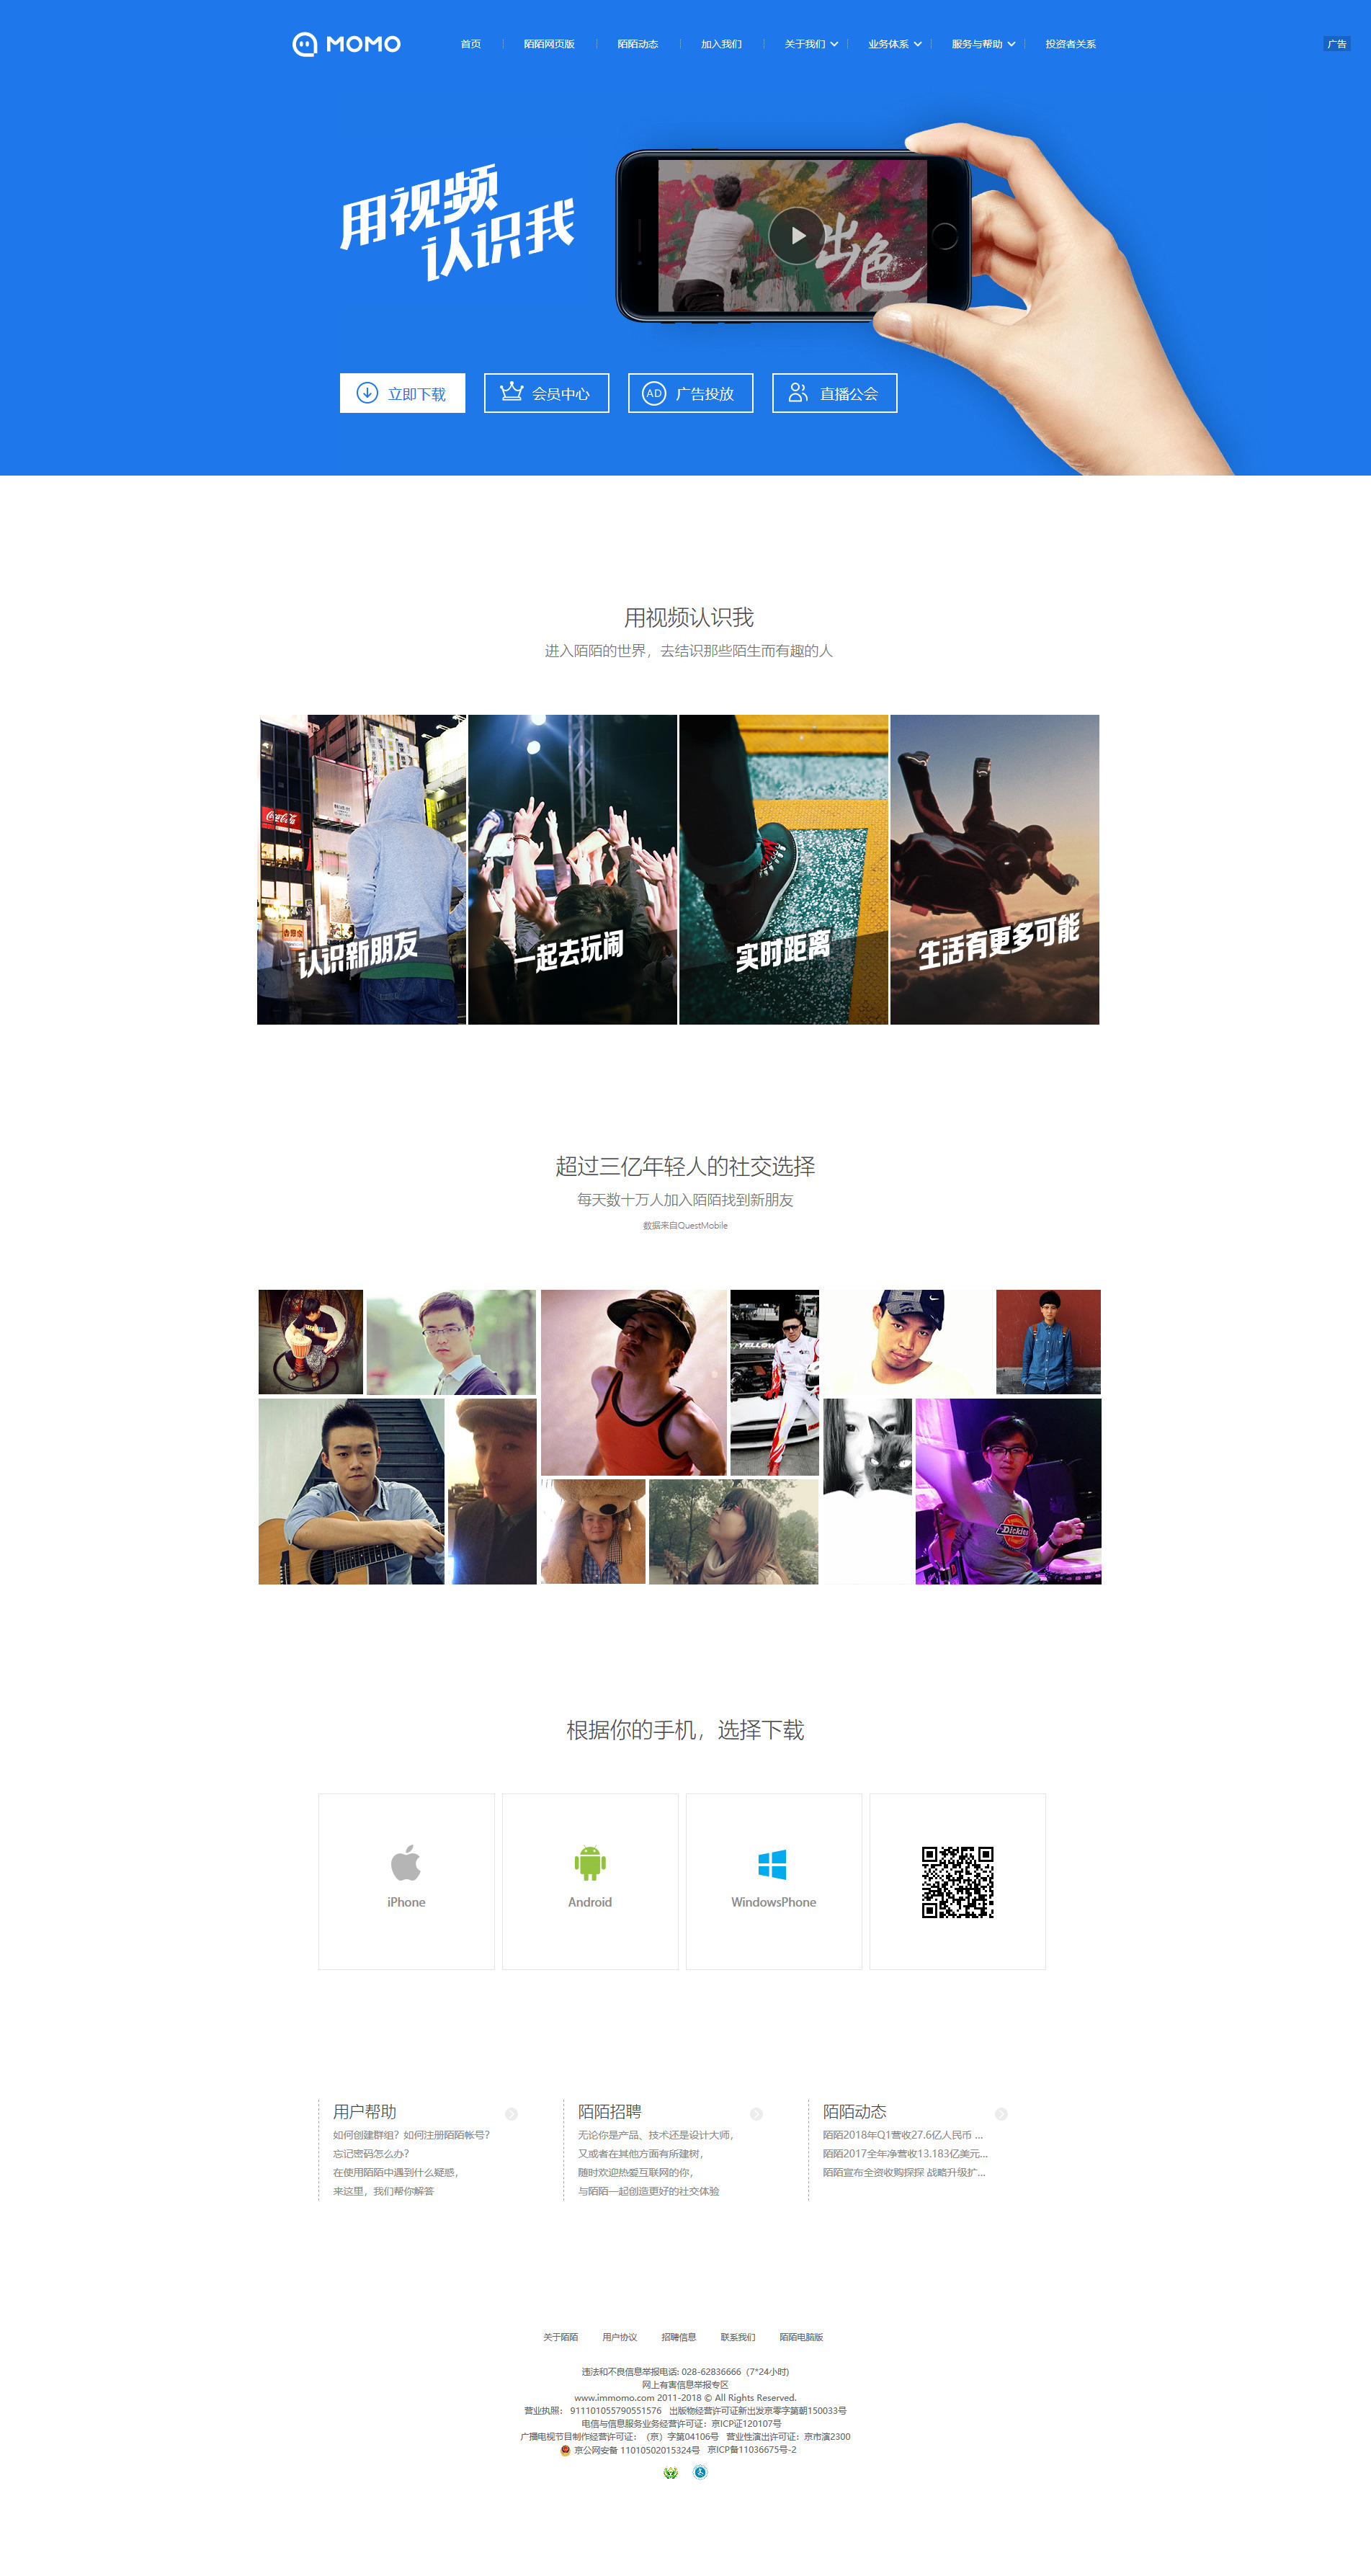 MOMO
首页
陌陌网页版
陌陌动态
加入我们
关于我们
业务体系
服务与帮助
投资者关系
广告
用视频
认识我
出色
立即下载
会员中心
AD 广告投放
直播公会
用视频认识我
进入陌陌的世界，去结识那些陌生而有趣的人
认识新朋友
一起去玩闹
实时距离
生活有更多可能
超过三亿年轻人的社交选择
每天数十万人加入陌陌找到新朋友
数据来自QuestMobile
YELLOW
Dickies
根据你的手机，选择下载
iPhone
Android
WindowsPhone
用户帮助
如何创建群组？如何注册陌陌帐号？
忘记密码怎么办？
在使用陌陌中遇到什么疑惑，
来这里，我们帮你解答
陌陌招聘
无论你是产品、技术还是设计大师，
又或者在其他方面有所建树，
随时欢迎热爱互联网的你，
与陌陌一起创造更好的社交体验
陌陌动态
陌陌2018年Q1营收27.6亿人民币 ...
陌陌2017全年净营收13.183亿美元...
陌陌宣布全资收购探探 战略升级扩...
关于陌陌
用户协议
招聘信息
联系我们
陌陌电脑版
违法和不良信息举报电话: 028-62836666（7*24小时)
网上有害信息举报专区
www.immomo.com 2011-2018 © All Rights Reserved.
营业执照： 911101055790551576 出版物经营许可证新出发京零字第朝150033号
电信与信息服务业务经营许可证：京ICP证120107号
广播电视节目制作经营许可证：（京）字第04106号 营业性演出许可证：京市演2300
京公网安备 11010502015324号 京ICP备11036675号-2